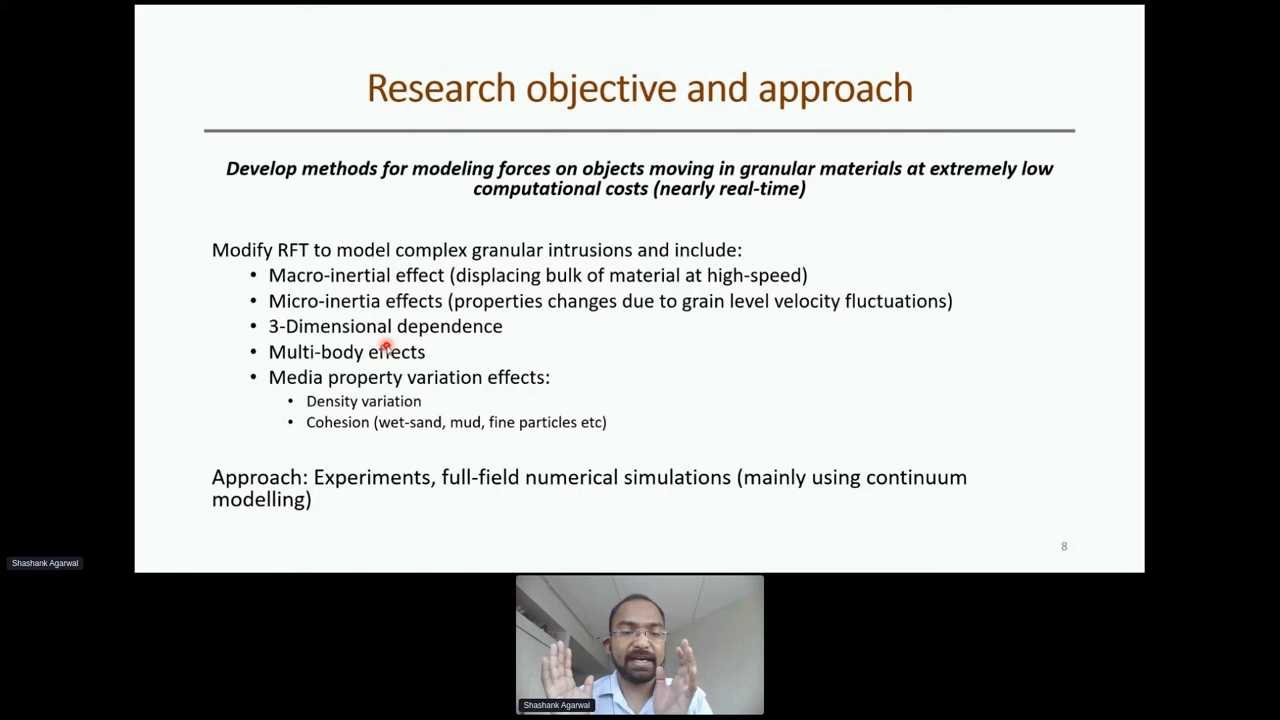 Research objective and approach
Develop methods for modeling forces on objects moving in granular materials at extremely low
computational costs (nearly real-time)
Modify RFT to model complex granular intrusions and include:
• Macro-inertial effect (displacing bulk of material at high-speed)
• Micro-inertia effects (properties changes due to grain level velocity fluctuations)
• 3-Dimensional dependence
• Multi-body effects
• Media property variation effects:
• Density variation
• Cohesion (wet-sand, mud, fine particles etc)
Approach: Experiments, full-field numerical simulations (mainly using continuum
modelling)
8
Shashank Agarwal
Shashank Agarwal